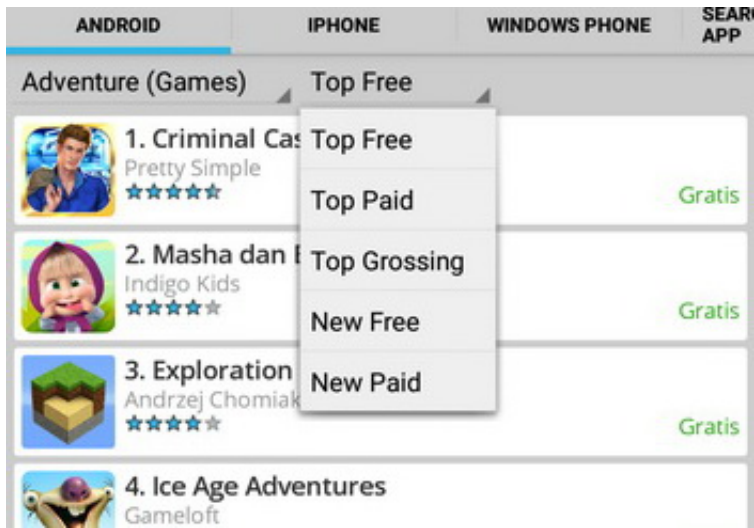 ANDROID
IPHONE
WINDOWS PHONE
APP
Adventure (Games)
Top Free
Top Free
Top Paid
Top Grossing
New Free
New Paid
1. Criminal
Pretty Simple
Gratis
2. Masha dan
Indigo Kids
Gratis
3. Exploration
Andrzej Chomiak
Gratis
4. Ice Age Adventures
Gameloft